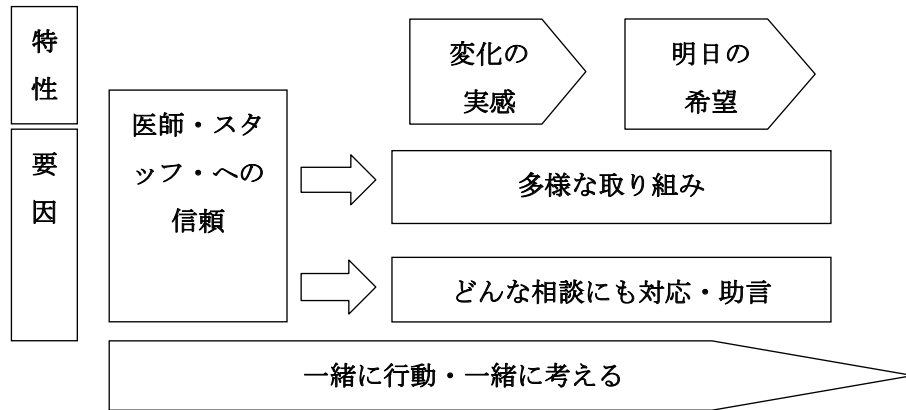 特
性
変化の
実感
明日の
希望
要
因
医師・スタ
ッフ・への
信頼
多様な取り組み
どんな相談にも対応・助言
一緒に行動・一緒に考える